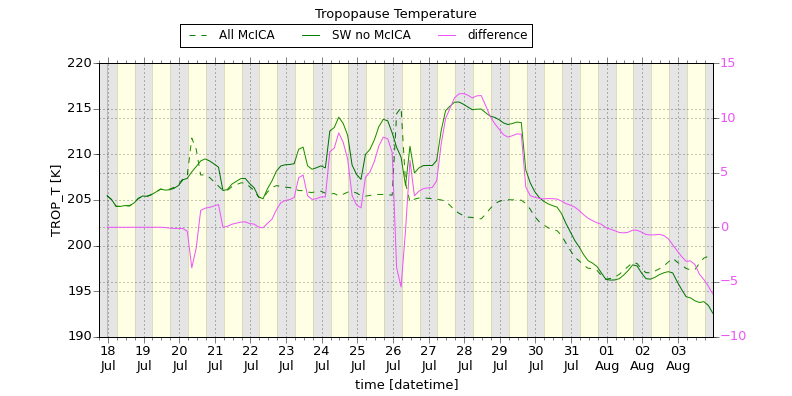 Tropopause Temperature
All McICA SW no McICA difference
220 15
215
210 10
205 5
200 0
195 −5
190 −10
TROP_T [K]
18 19 20 21 22 23 24 25 26 27 28 29 30 31 01 02 03
Jul Jul Jul Jul Jul Jul Jul Jul Jul Jul Jul Jul Jul Jul Aug Aug Aug
time [datetime]